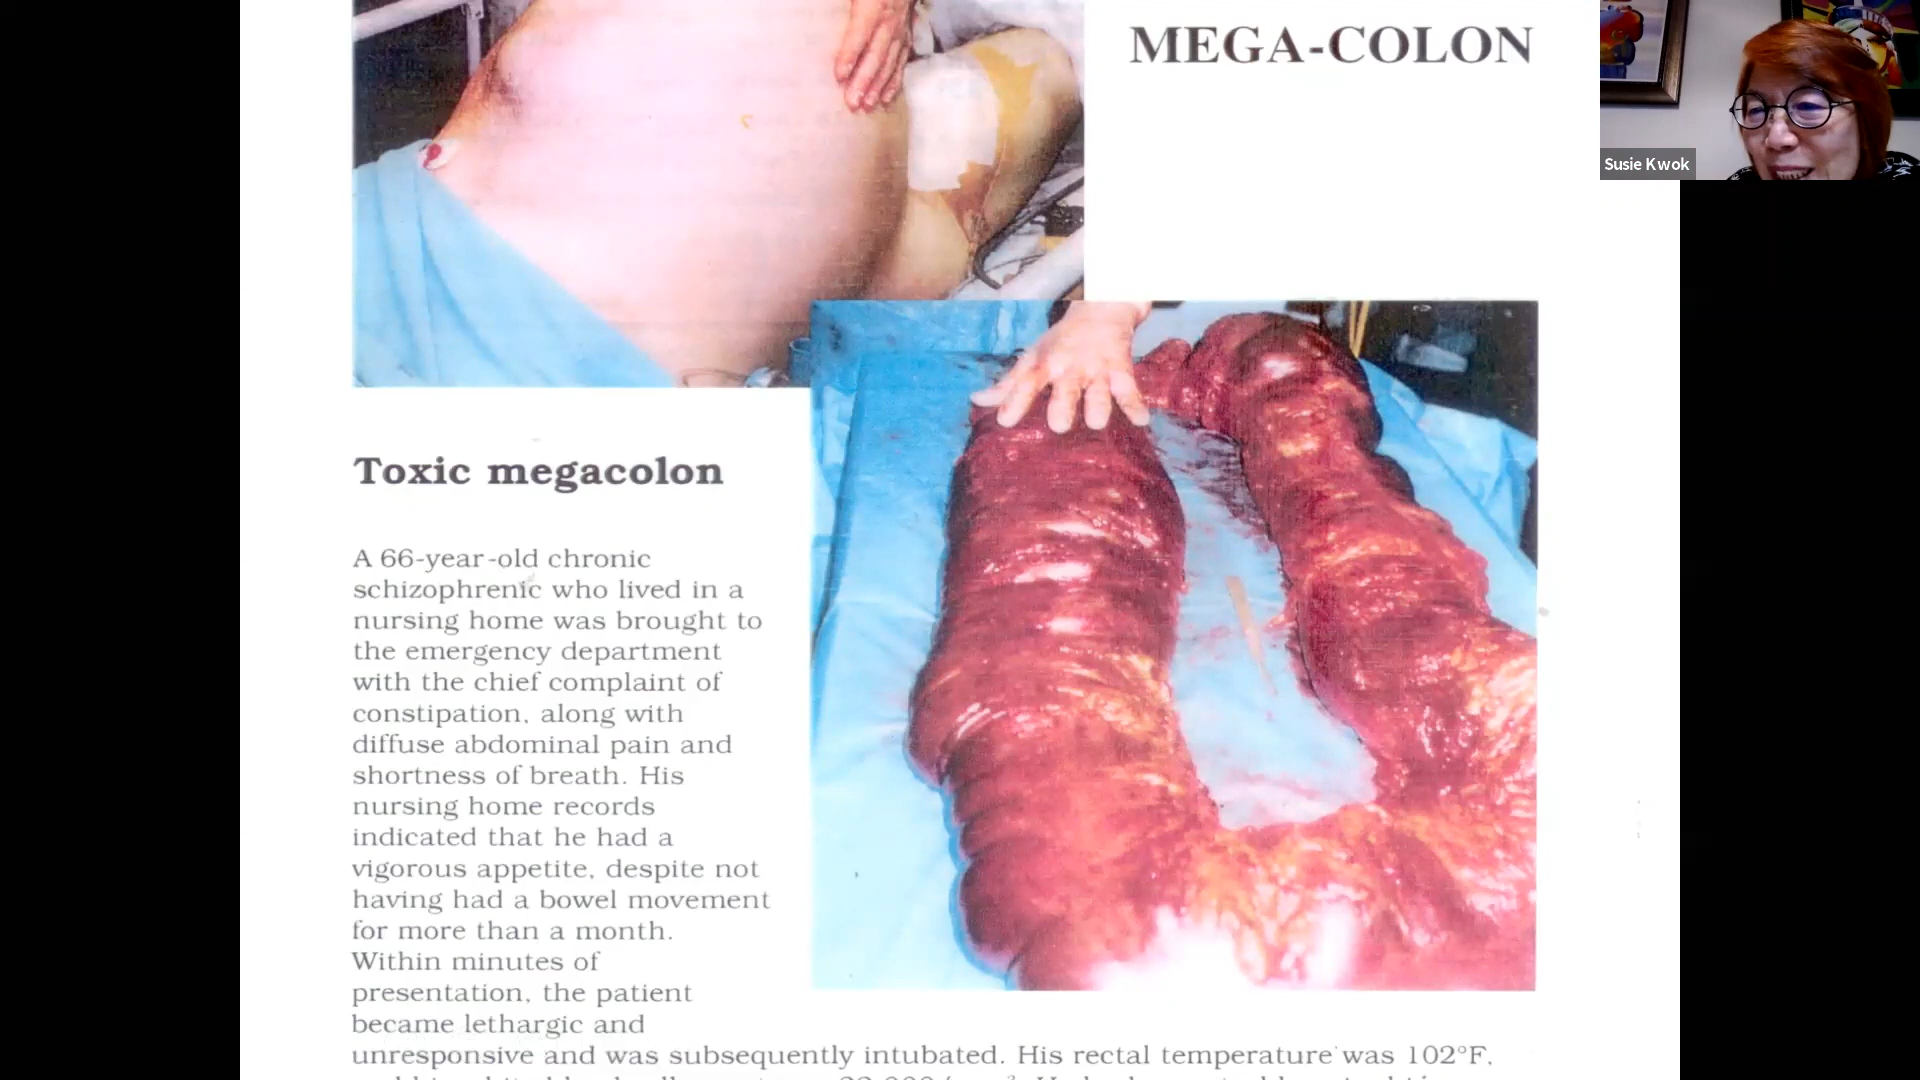 MEGA-COLON
Susie Kwok
Toxic megacolon
A 66-year-old chronic
schizophrenic who lived in a
nursing home was brought to
the emergency department
with the chief complaint of
constipation, along with
diffuse abdominal pain and
shortness of breath. His
nursing home records
indicated that he had a
vigorous appetite, despite not
having had a bowel movement
for more than a month.
Within minutes of
presentation, the patient
became lethargic and
unresponsive and was subsequently intubated. His rectal temperature was 102°F,